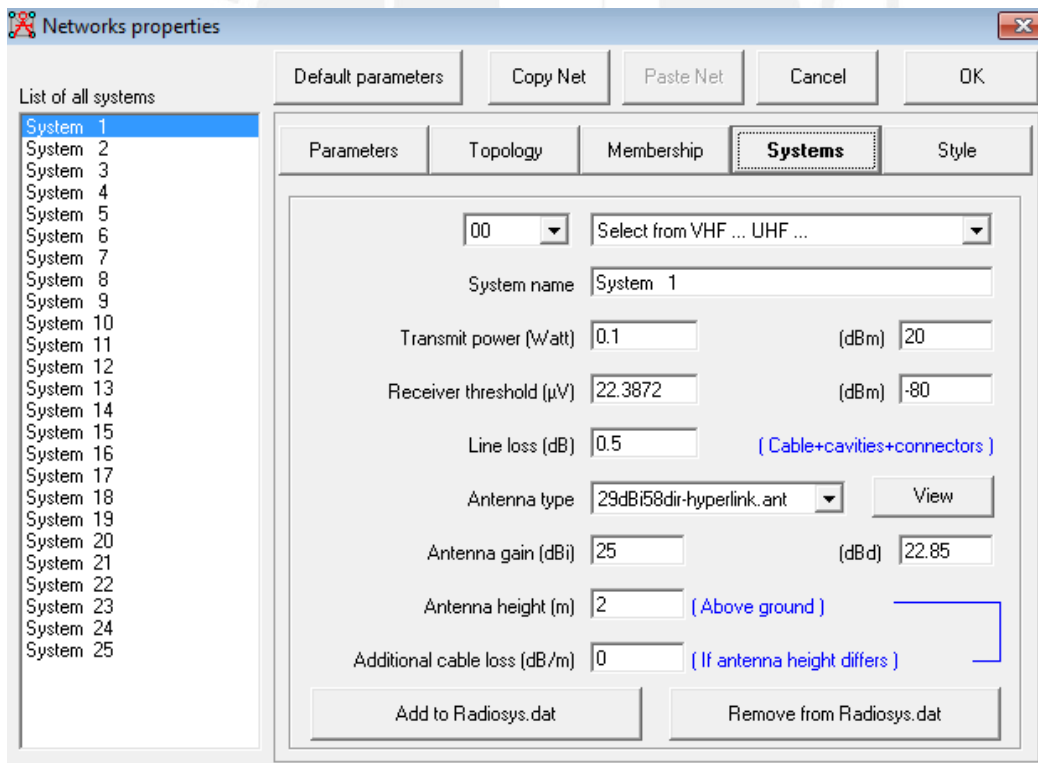 Networks properties
Default parameters Copy Net Paste Net Cancel OK
List of all systems
System 1
System 2
System 3
System 4
System 5
System 6
System 7
System 8
System 9
System 10
System 11
System 12
System 13
System 14
System 15
System 16
System 17
System 18
System 19
System 20
System 21
System 22
System 23
System 24
System 25
Parameters Topology Membership Systems Style
00 Select from VHF ... UHF ...
System name System 1
Transmit power (Watt) 0.1 (dBm) 20
Receiver threshold (µV) 22.3872 (dBm) -80
Line loss (dB) 0.5 ( Cable+cavities+connectors )
Antenna type 29dBi58dir-hyperlink.ant View
Antenna gain (dBi) 25 (dBd) 22.85
Antenna height (m) 2 ( Above ground )
Additional cable loss (dB/m) 0 ( If antenna height differs )
Add to Radiosys.dat Remove from Radiosys.dat